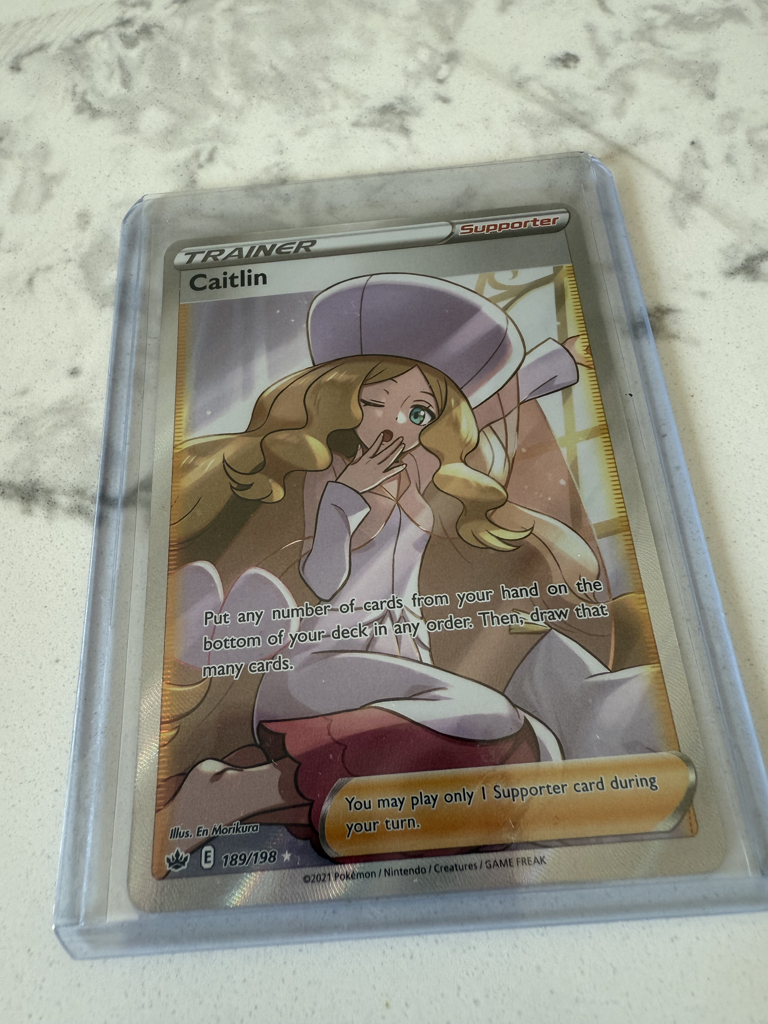 TRAINER
Supporter
Caitlin
Put any number of cards from your hand on the
bottom of your deck in any order. Then, draw that
many cards.
You may play only 1 Supporter card during
your turn.
Illus. En Morikura
E 189/198
©2021 Pokémon / Nintendo / Creatures / GAME FREAK